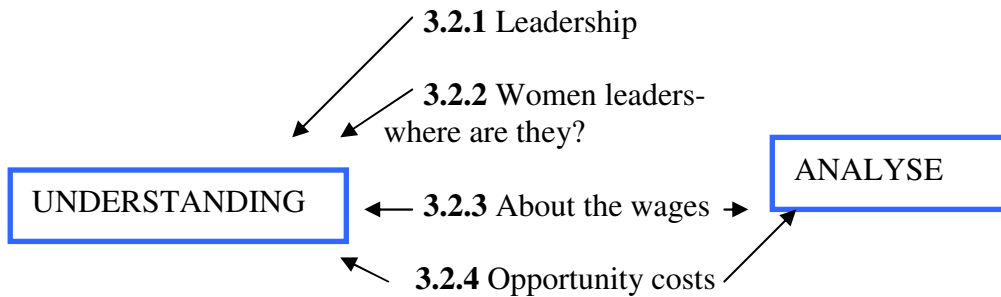 3.2.1 Leadership
3.2.2 Women leaders-
where are they?
ANALYSE
UNDERSTANDING
3.2.3 About the wages
3.2.4 Opportunity costs